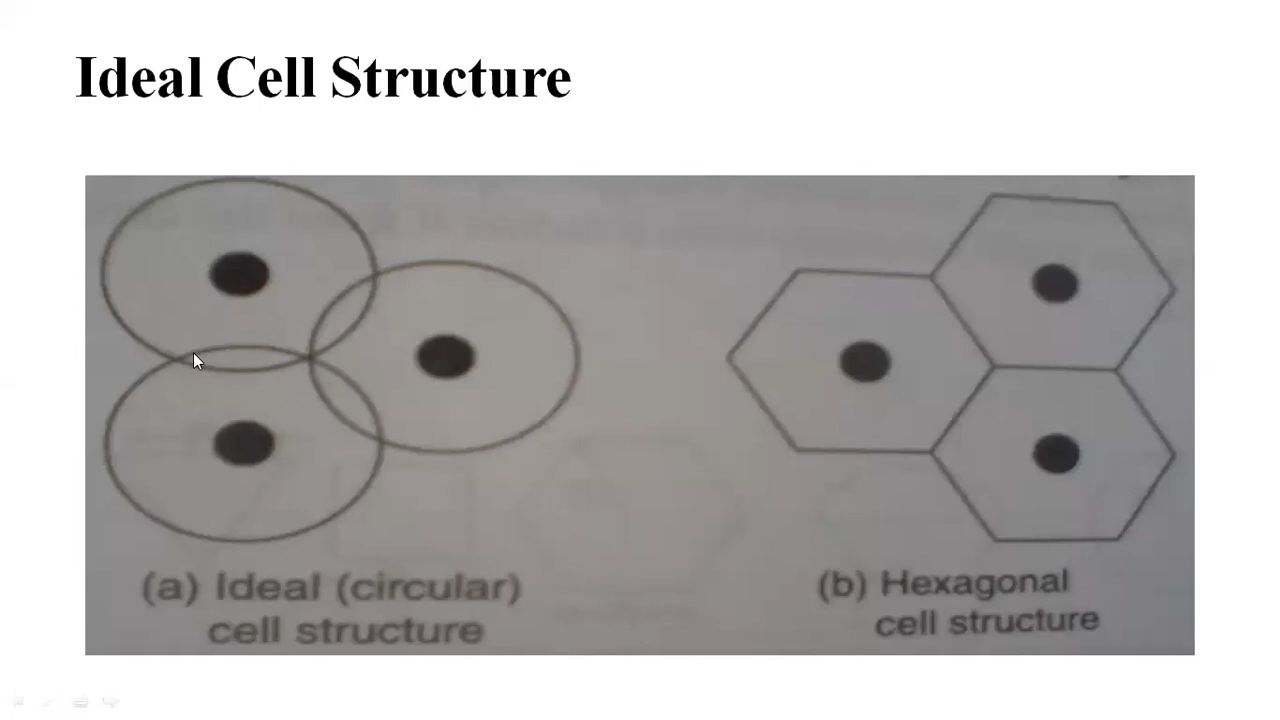 Ideal Cell Structure
(a) Ideal (circular)
cell structure
(b) Hexagonal
cell structure